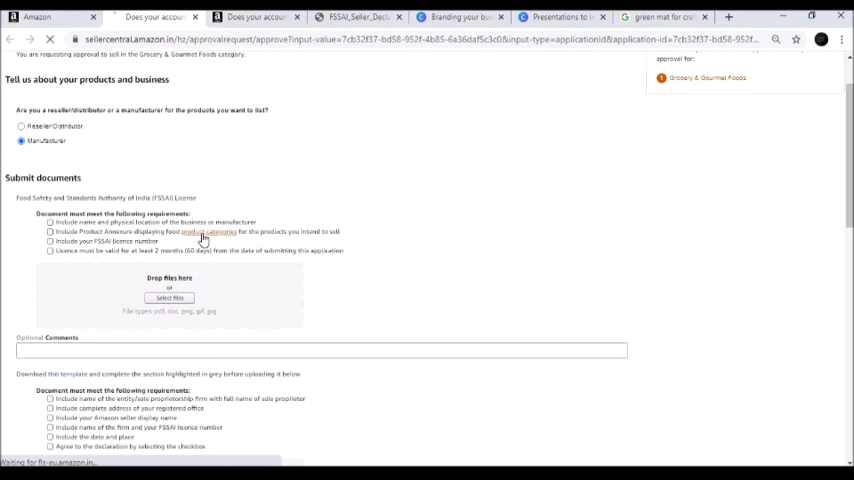 Amazon
Does your accoun
Does your accoun
FSSAI_Seller_Decla
Branding your bus
Presentations to in
green mat for craf
sellercentral.amazon.in/hz/approvalrequest/approve?input-value=7cb32f37-bd58-952f-4b85-6a36daf5c3c0&input-type=applicationId&application-id=7cb32f37-bd58-952f...
You are requesting approval to sell in the Grocery & Gourmet Foods category.
approval for:
1 Grocery & Gourmet Foods
Tell us about your products and business
Are you a reseller/distributor or a manufacturer for the products you want to list?
Reseller/Distributor
Manufacturer
Submit documents
Food Safety and Standards Authority of India (FSSAI) License
Document must meet the following requirements:
Include name and physical location of the business or manufacturer
Include Product Annexure displaying food product categories for the products you intend to sell
Include your FSSAI licence number
Licence must be valid for at least 2 months (60 days) from the date of submitting this application
Drop files here
or
Select files
File types: pdf, doc, png, gif, jpg
Optional Comments
Download this template and complete the section highlighted in grey before uploading it below
Document must meet the following requirements:
Include name of the entity/sole proprietorship firm with full name of sole proprietor
Include complete address of your registered office
Include your Amazon seller display name
Include name of the firm and your FSSAI licence number
Include the date and place
Agree to the declaration by selecting the checkbox
Waiting for fls-eu.amazon.in...